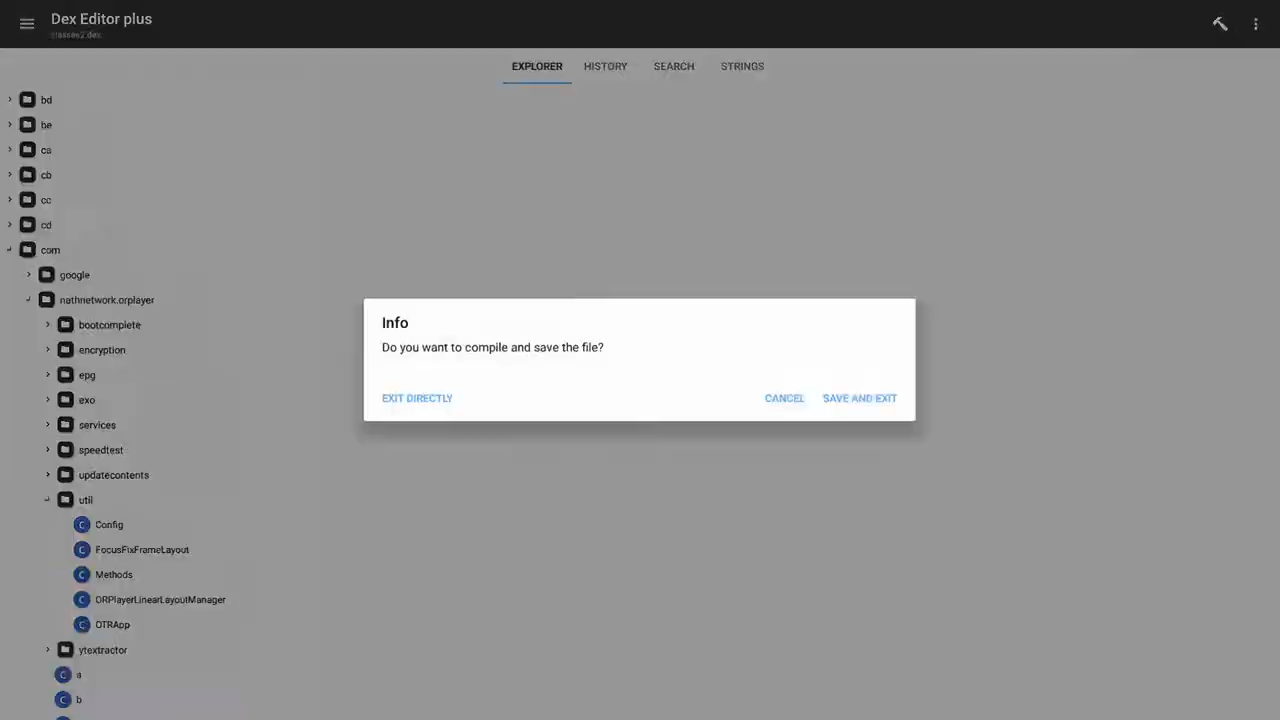 Dex Editor plus
classes2.dex
EXPLORER
HISTORY
SEARCH
STRINGS
bd
be
ca
cb
cc
cd
com
google
nathnetwork.orplayer
bootcomplete
encryption
epg
exo
services
speedtest
updatecontents
util
Config
FocusFixFrameLayout
Methods
ORPlayerLinearLayoutManager
OTRApp
ytextractor
a
b
Info
Do you want to compile and save the file?
EXIT DIRECTLY
CANCEL
SAVE AND EXIT